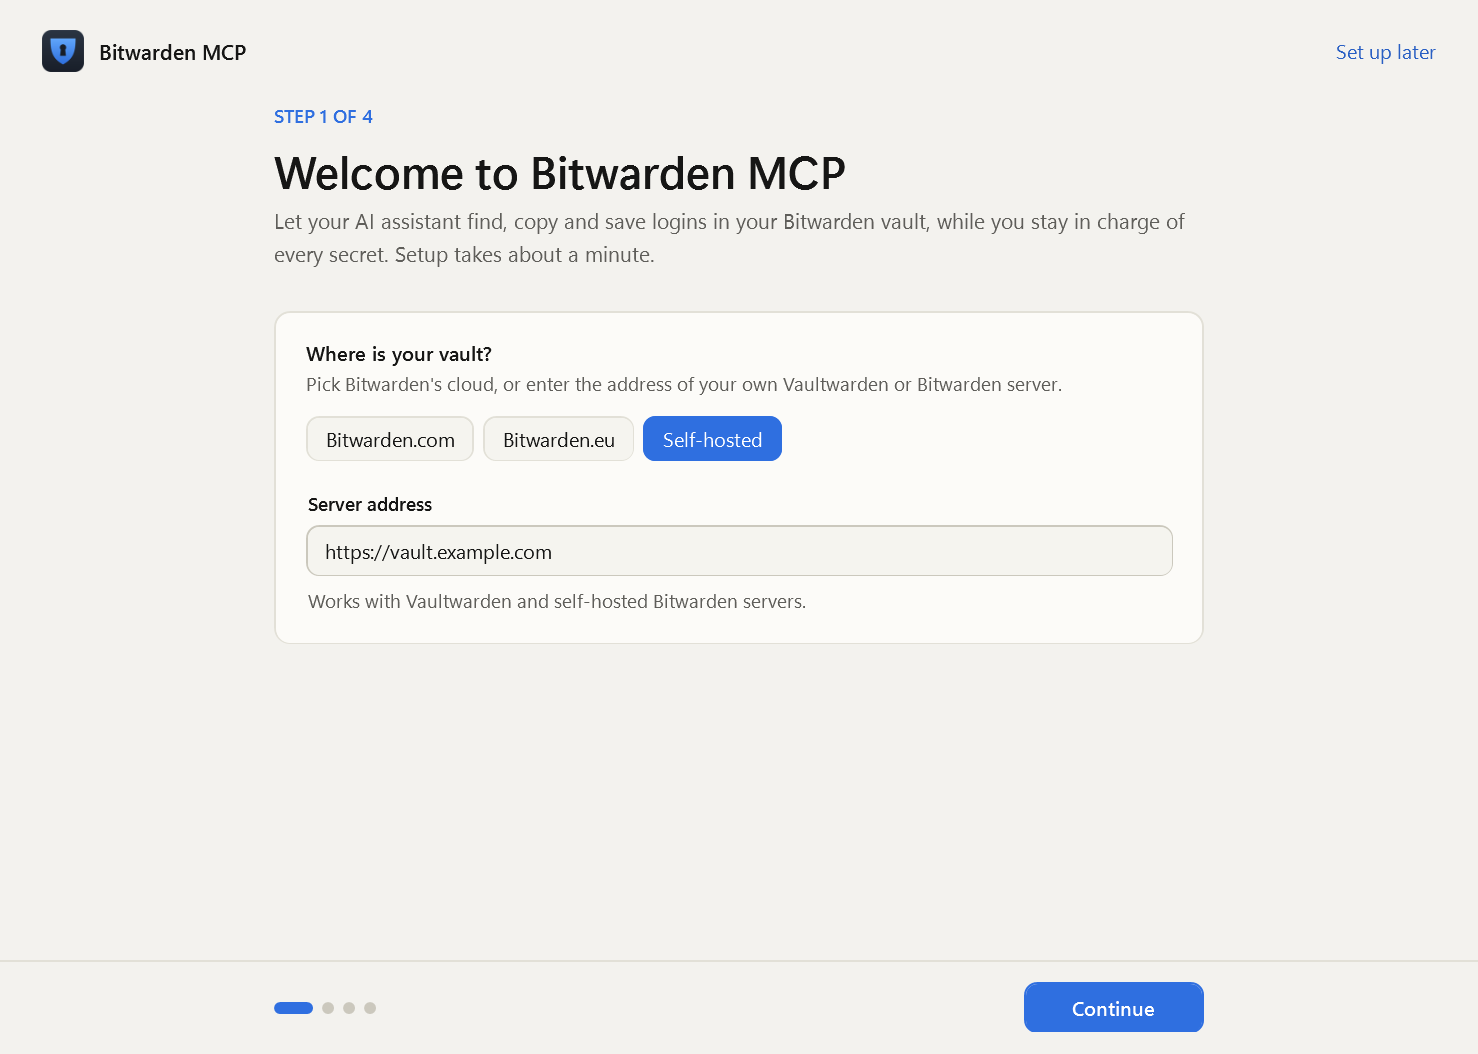 Bitwarden MCP
Set up later
STEP 1 OF 4
Welcome to Bitwarden MCP
Let your AI assistant find, copy and save logins in your Bitwarden vault, while you stay in charge of
every secret. Setup takes about a minute.
Where is your vault?
Pick Bitwarden's cloud, or enter the address of your own Vaultwarden or Bitwarden server.
Bitwarden.com
Bitwarden.eu
Self-hosted
Server address
https://vault.example.com
Works with Vaultwarden and self-hosted Bitwarden servers.
Continue